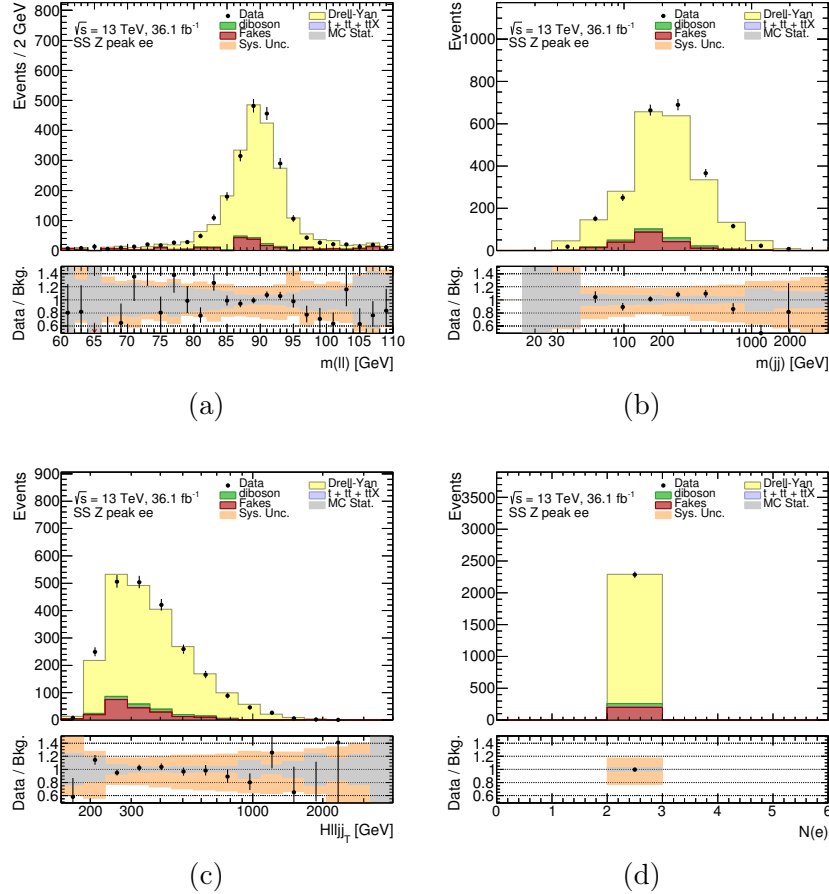 Events / 2 GeV
800
700
600
500
400
300
200
100
0
√s = 13 TeV, 36.1 fb⁻¹
SS Z peak ee
Data
diboson
Fakes
Sys. Unc.
Drell-Yan
t + tt + ttX
MC Stat.
Data / Bkg.
1.4
1.2
1
0.8
0.6
60 65 70 75 80 85 90 95 100 105 110
m(ll) [GeV]
(a)
Events
1000
800
600
400
200
0
√s = 13 TeV, 36.1 fb⁻¹
SS Z peak ee
Data
diboson
Fakes
Sys. Unc.
Drell-Yan
t + tt + ttX
MC Stat.
Data / Bkg.
1.4
1.2
1
0.8
0.6
20 30 100 200 1000 2000
m(jj) [GeV]
(b)
Events
900
800
700
600
500
400
300
200
100
0
√s = 13 TeV, 36.1 fb⁻¹
SS Z peak ee
Data
diboson
Fakes
Sys. Unc.
Drell-Yan
t + tt + ttX
MC Stat.
Data / Bkg.
1.4
1.2
1
0.8
0.6
200 300 1000 2000
HlljjT [GeV]
(c)
Events
3500
3000
2500
2000
1500
1000
500
0
√s = 13 TeV, 36.1 fb⁻¹
SS Z peak ee
Data
diboson
Fakes
Sys. Unc.
Drell-Yan
t + tt + ttX
MC Stat.
Data / Bkg.
1.4
1.2
1
0.8
0.6
0 1 2 3 4 5 6
N(e)
(d)